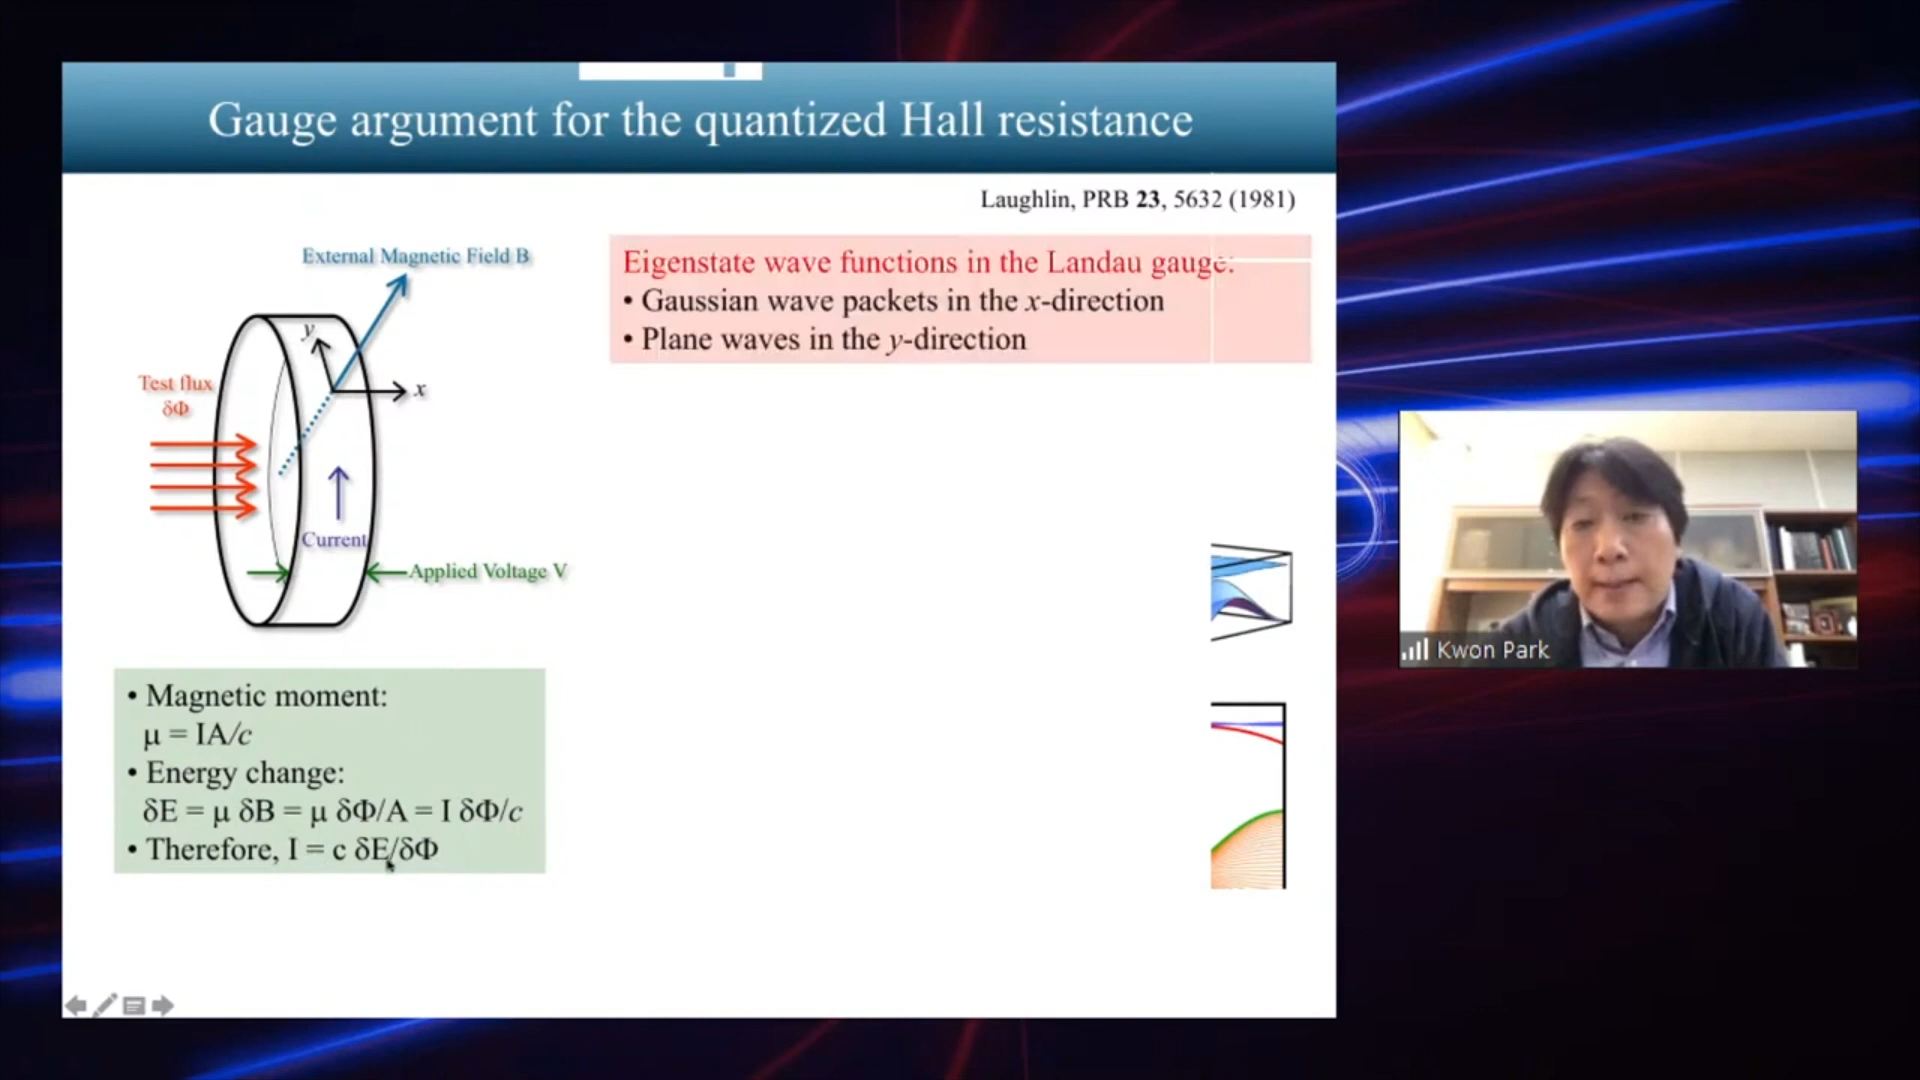 Gauge argument for the quantized Hall resistance
Laughlin, PRB 23, 5632 (1981)
External Magnetic Field B
y
x
Test flux
δΦ
Current
Applied Voltage V
Eigenstate wave functions in the Landau gauge:
• Gaussian wave packets in the x-direction
• Plane waves in the y-direction
• Magnetic moment:
μ = IA/c
• Energy change:
δE = μ δB = μ δΦ/A = I δΦ/c
• Therefore, I = c δE/δΦ
Kwon Park